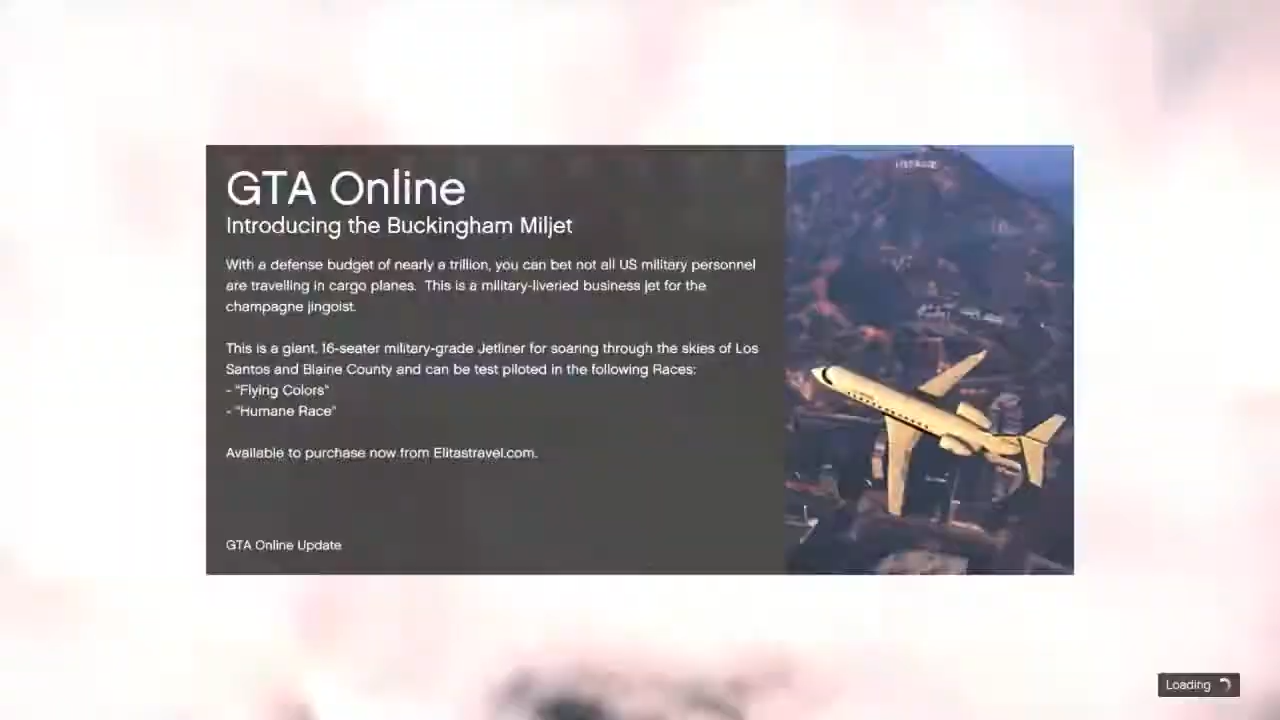 GTA Online
Introducing the Buckingham Miljet
With a defense budget of nearly a trillion, you can bet not all US military personnel
are travelling in cargo planes. This is a military-liveried business jet for the
champagne jingoist.
This is a giant, 16-seater military-grade Jetliner for soaring through the skies of Los
Santos and Blaine County and can be test piloted in the following Races:
- "Flying Colors"
- "Humane Race"
Available to purchase now from Elitastravel.com.
GTA Online Update
Loading